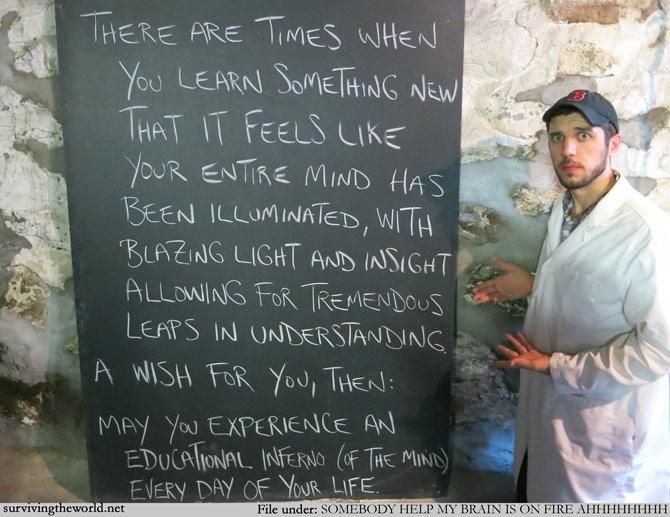 THERE ARE TIMES WHEN
YOU LEARN SOMETHING NEW
THAT IT FEELS LIKE
YOUR ENTIRE MIND HAS
BEEN ILLUMINATED, WITH
BLAZING LIGHT AND INSIGHT
ALLOWING FOR TREMENDOUS
LEAPS IN UNDERSTANDING.
A WISH FOR YOU, THEN:
MAY YOU EXPERIENCE AN
EDUCATIONAL INFERNO (OF THE MIND)
EVERY DAY OF YOUR LIFE.
B
survivingtheworld.net
File under: SOMEBODY HELP MY BRAIN IS ON FIRE AHHHHHHHH